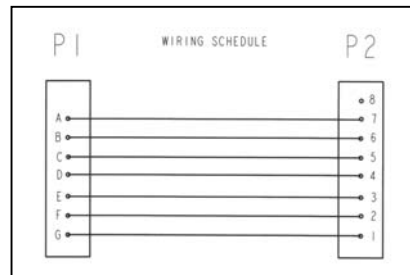 P1 WIRING SCHEDULE P2
8
A 7
B 6
C 5
D 4
E 3
F 2
G 1